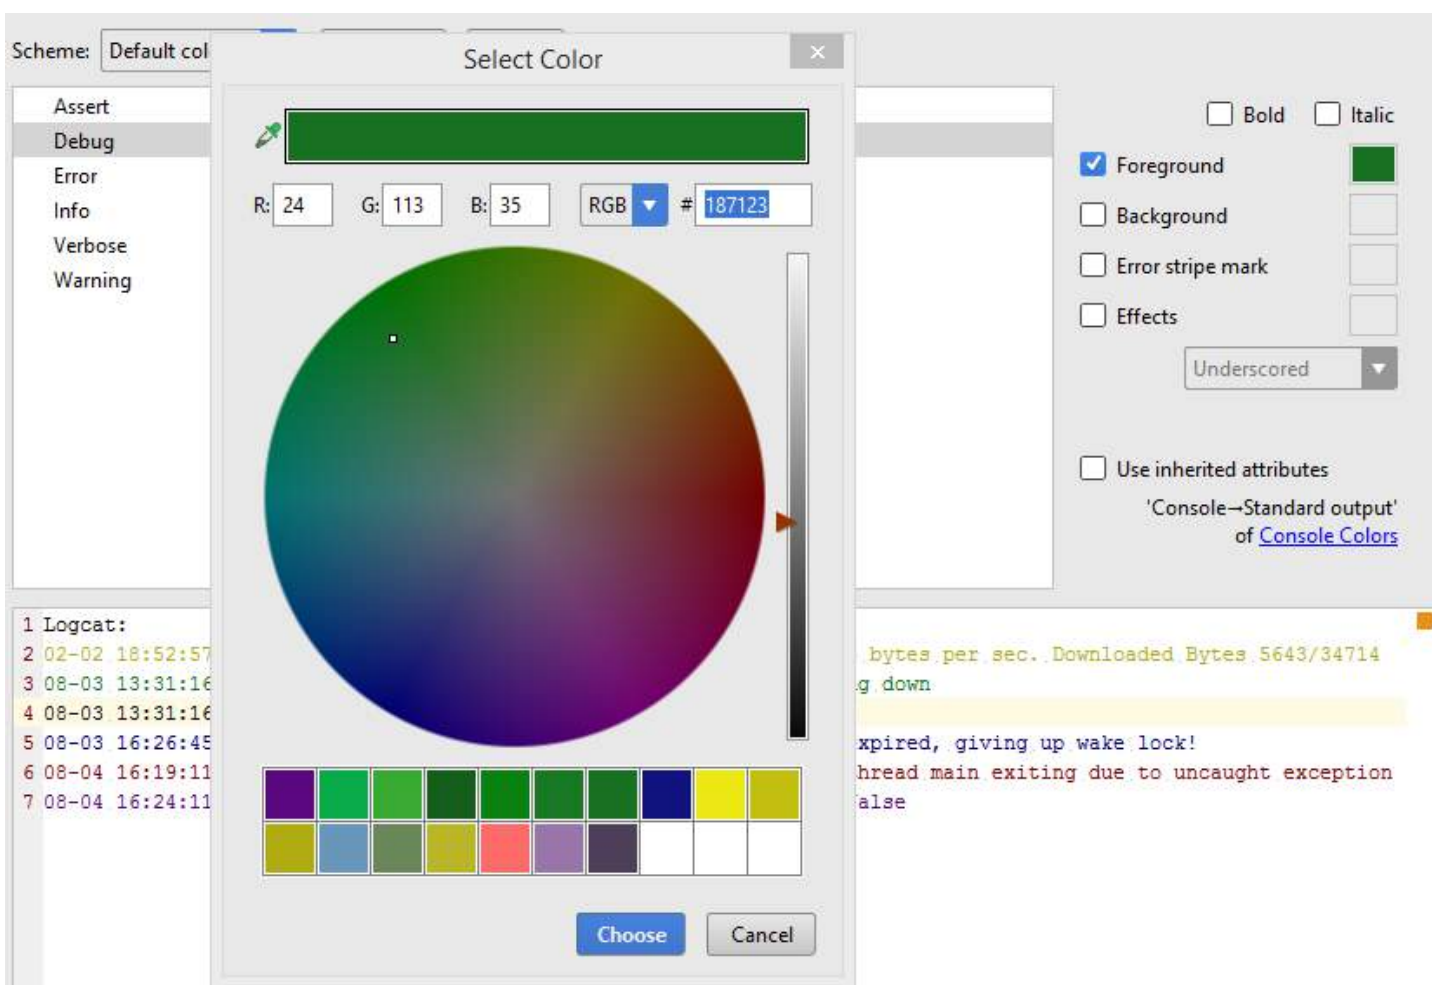 Scheme: Default col
Select Color
Assert
Debug
Error
Info
Verbose
Warning
R: 24 G: 113 B: 35 RGB # 187123
Bold Italic
Foreground
Background
Error stripe mark
Effects
Underscored
Use inherited attributes
'Console→Standard output'
of Console Colors
1 Logcat:
2 02-02 18:52:57 bytes per sec. Downloaded Bytes 5643/34714
3 08-03 13:31:16 g down
4 08-03 13:31:16
5 08-03 16:26:45 xpired, giving up wake lock!
6 08-04 16:19:11 hread main exiting due to uncaught exception
7 08-04 16:24:11 alse
Choose Cancel